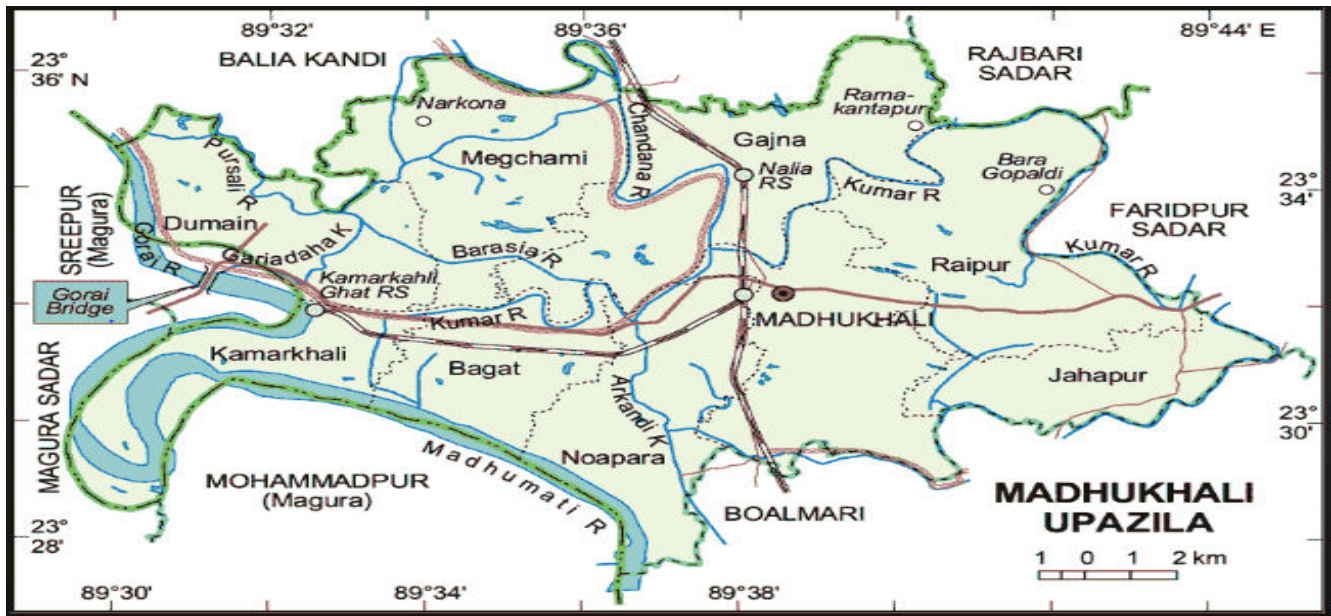 89°32'
89°36'
89°44' E
23°
36' N
BALIA KANDI
RAJBARI
SADAR
Narkona
Rama-
kantapur
Chandana R
Gajna
Pursali R
Megchami
Nalia
RS
Bara
Gopaldi
Kumar R
23°
34'
SREEPUR
(Magura)
Dumain
Gorai R
Gariadaha K
Barasia R
FARIDPUR
SADAR
Kumar R
Raipur
Kamarkahli
Ghat RS
Gorai
Bridge
Kumar R
MADHUKHALI
Kamarkhali
Bagat
Jahapur
MAGURA SADAR
Arkandi K
23°
30'
Madhumati R
Noapara
MOHAMMADPUR
(Magura)
BOALMARI
MADHUKHALI
UPAZILA
23°
28'
1 0 1 2 km
89°30'
89°34'
89°38'